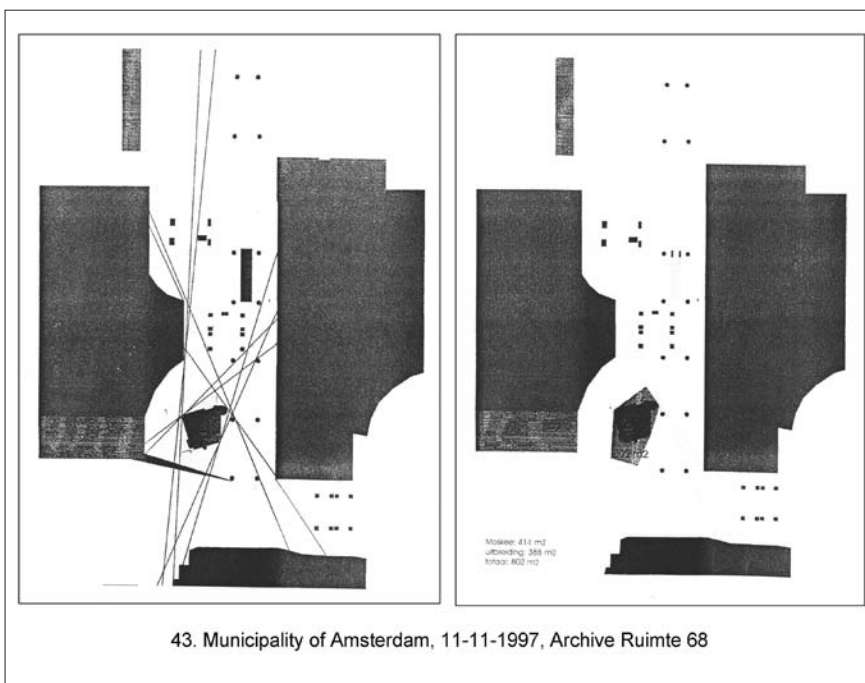 Moskee: 414 m2
uitbreiding: 388 m2
totaal: 802 m2
43. Municipality of Amsterdam, 11-11-1997, Archive Ruimte 68